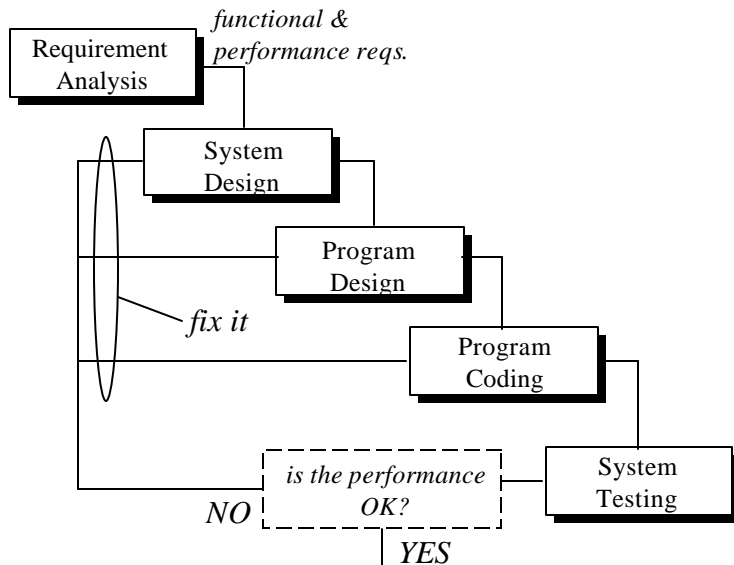 functional &
performance reqs.
Requirement
Analysis
System
Design
Program
Design
fix it
Program
Coding
is the performance
OK?
System
Testing
NO
YES